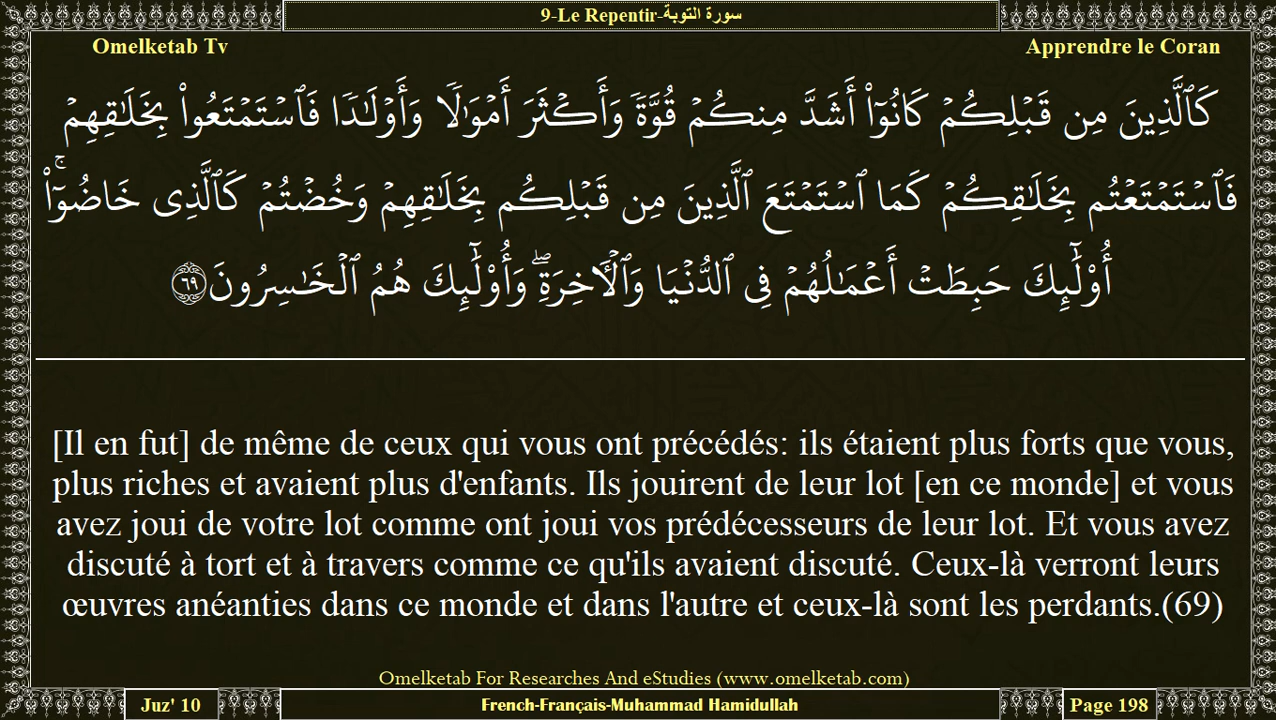 9-Le Repentir-سورة التوبة
Omelketab Tv
Apprendre le Coran
كَٱلَّذِينَ مِن قَبۡلِكُمۡ كَانُوٓاْ أَشَدَّ مِنكُمۡ قُوَّةٗ وَأَكۡثَرَ أَمۡوَٰلٗا وَأَوۡلَٰدٗا فَٱسۡتَمۡتَعُواْ بِخَلَٰقِهِمۡ
فَٱسۡتَمۡتَعۡتُم بِخَلَٰقِكُمۡ كَمَا ٱسۡتَمۡتَعَ ٱلَّذِينَ مِن قَبۡلِكُم بِخَلَٰقِهِمۡ وَخُضۡتُمۡ كَٱلَّذِي خَاضُوٓاْۚ
أُوْلَٰٓئِكَ حَبِطَتۡ أَعۡمَٰلُهُمۡ فِي ٱلدُّنۡيَا وَٱلۡأٓخِرَةِۖ وَأُوْلَٰٓئِكَ هُمُ ٱلۡخَٰسِرُونَ ٦٩
[Il en fut] de même de ceux qui vous ont précédés: ils étaient plus forts que vous,
plus riches et avaient plus d'enfants. Ils jouirent de leur lot [en ce monde] et vous
avez joui de votre lot comme ont joui vos prédécesseurs de leur lot. Et vous avez
discuté à tort et à travers comme ce qu'ils avaient discuté. Ceux-là verront leurs
œuvres anéanties dans ce monde et dans l'autre et ceux-là sont les perdants.(69)
Omelketab For Researches And eStudies (www.omelketab.com)
Juz' 10
French-Français-Muhammad Hamidullah
Page 198